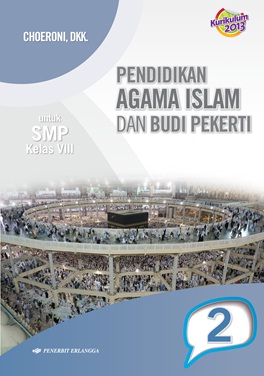 CHOERONI, DKK.
Kurikulum
2013
PENDIDIKAN
AGAMA ISLAM
DAN BUDI PEKERTI
untuk
SMP
Kelas VIII
2
PENERBIT ERLANGGA